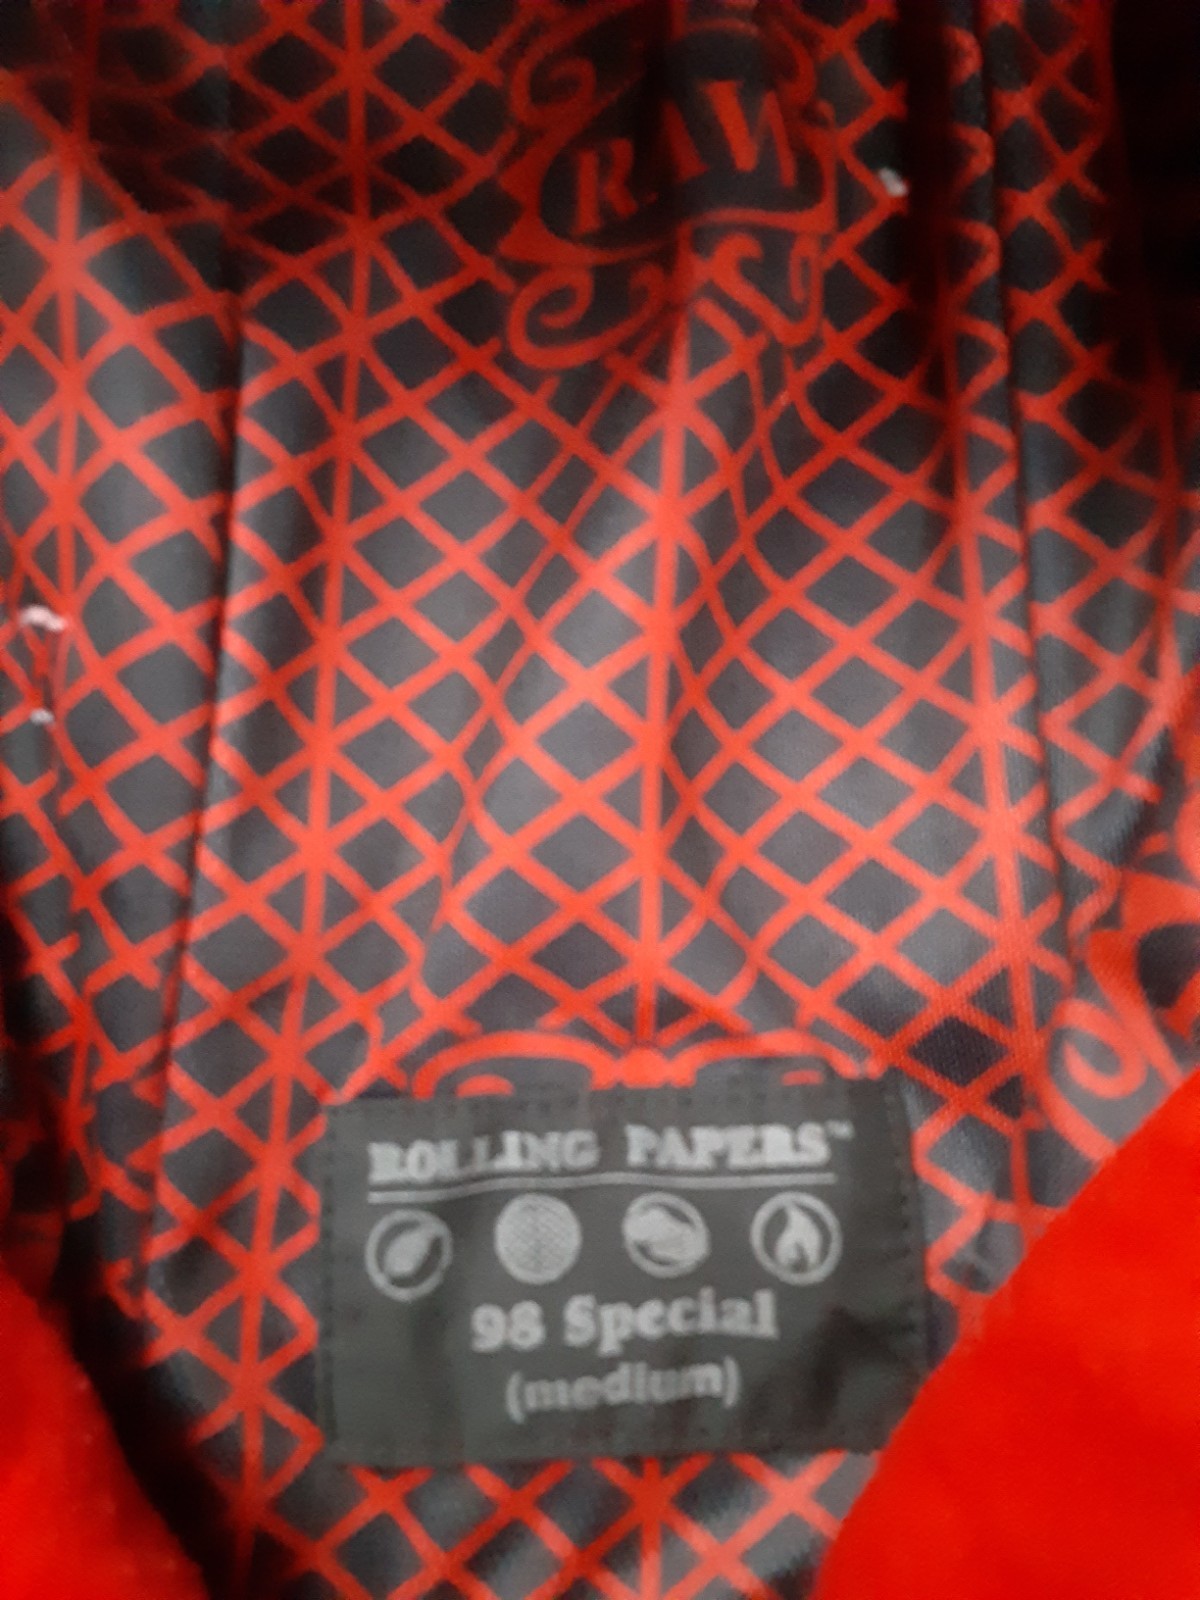 RAW
ROLLING PAPERS™
98 Special
(medium)